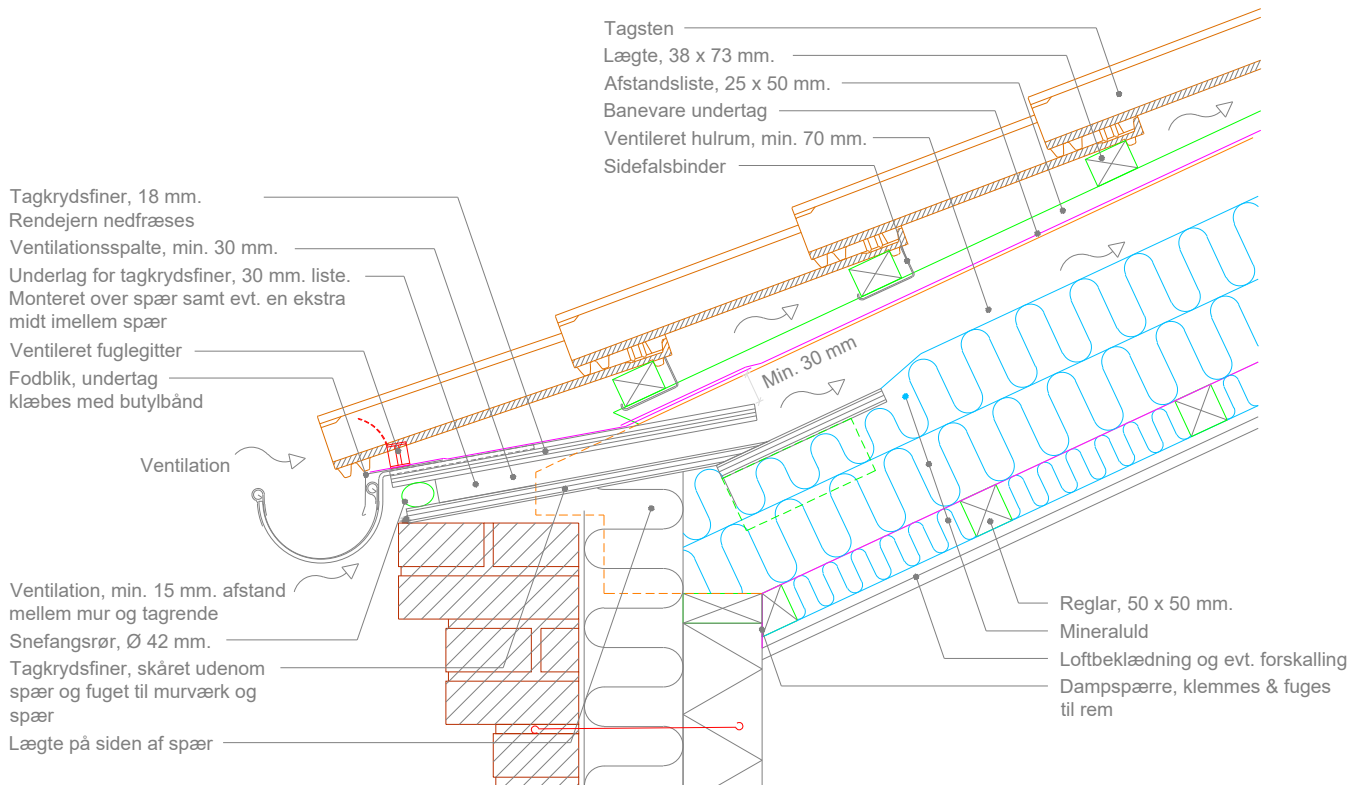 Tagsten
Lægte, 38 x 73 mm.
Afstandsliste, 25 x 50 mm.
Banevare undertag
Ventileret hulrum, min. 70 mm.
Sidefalsbinder
Tagkrydsfiner, 18 mm.
Rendejern nedfræses
Ventilationsspalte, min. 30 mm.
Underlag for tagkrydsfiner, 30 mm. liste.
Monteret over spær samt evt. en ekstra
midt imellem spær
Ventileret fuglegitter
Fodblik, undertag
klæbes med butylbånd
Min. 30 mm
Ventilation
Ventilation, min. 15 mm. afstand
mellem mur og tagrende
Snefangsrør, Ø 42 mm.
Tagkrydsfiner, skåret udenom
spær og fuget til murværk og
spær
Lægte på siden af spær
Reglar, 50 x 50 mm.
Mineraluld
Loftbeklædning og evt. forskalling
Dampspærre, klemmes & fuges
til rem